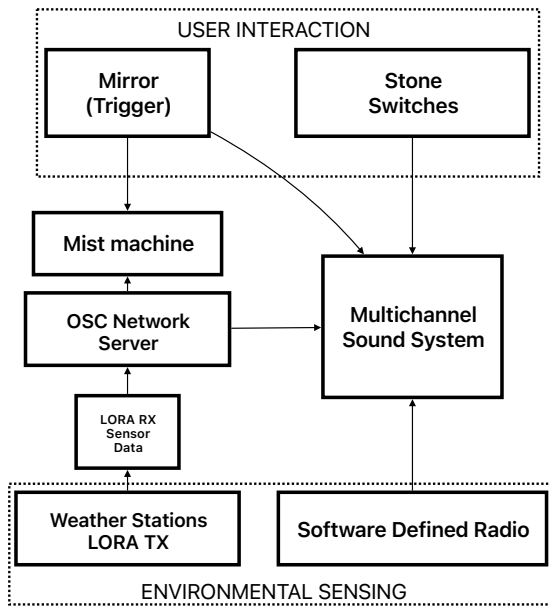 USER INTERACTION
Mirror
(Trigger)
Stone
Switches
Mist machine
OSC Network
Server
Multichannel
Sound System
LORA RX
Sensor
Data
Weather Stations
LORA TX
Software Defined Radio
ENVIRONMENTAL SENSING